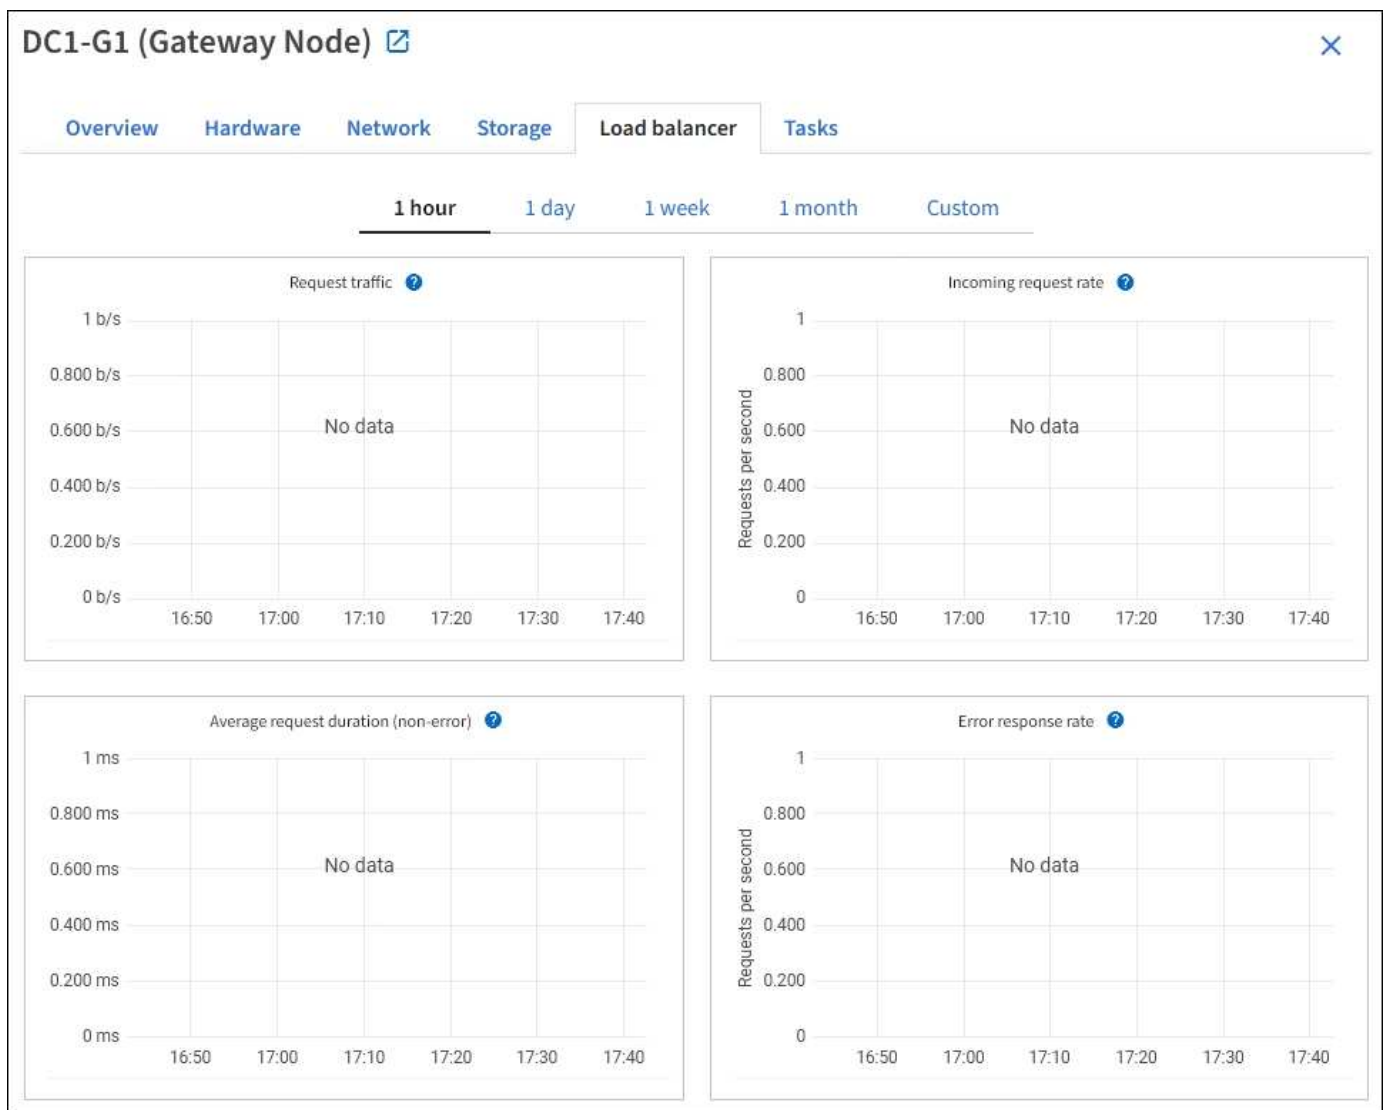 DC1-G1 (Gateway Node)
Overview Hardware Network Storage Load balancer Tasks
1 hour 1 day 1 week 1 month Custom
Request traffic ?
1 b/s
0.800 b/s
0.600 b/s
0.400 b/s
0.200 b/s
0 b/s
No data
16:50 17:00 17:10 17:20 17:30 17:40
Incoming request rate ?
Requests per second
1
0.800
0.600
0.400
0.200
0
No data
16:50 17:00 17:10 17:20 17:30 17:40
Average request duration (non-error) ?
1 ms
0.800 ms
0.600 ms
0.400 ms
0.200 ms
0 ms
No data
16:50 17:00 17:10 17:20 17:30 17:40
Error response rate ?
Requests per second
1
0.800
0.600
0.400
0.200
0
No data
16:50 17:00 17:10 17:20 17:30 17:40